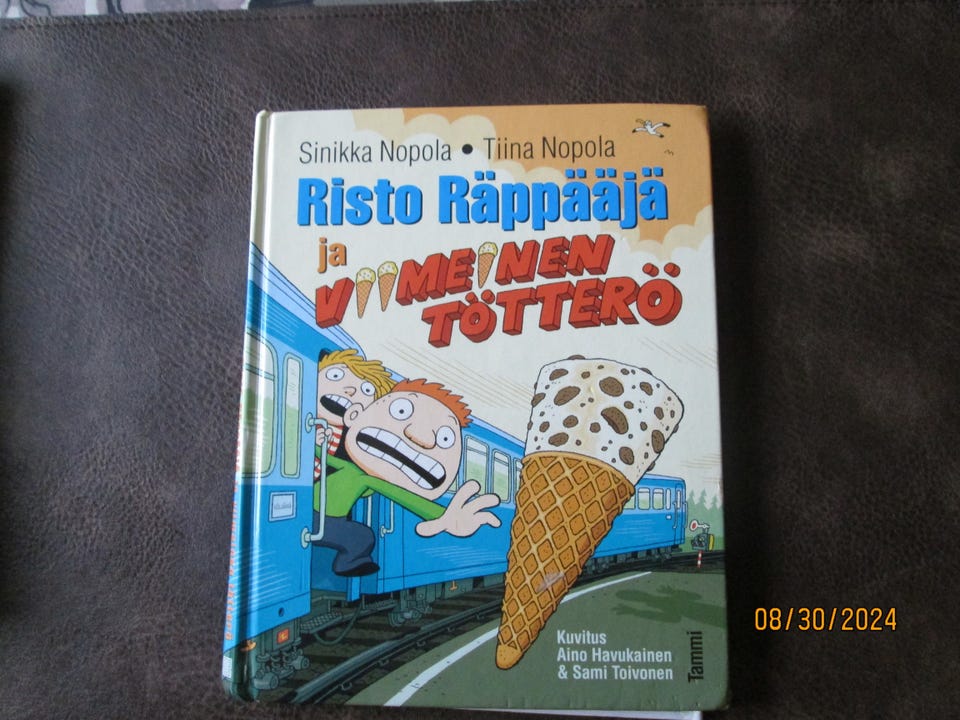 Sinikka Nopola • Tiina Nopola
Risto Räppääjä
ja VIIMEINEN
TÖTTERÖ
Kuvitus
Aino Havukainen
& Sami Toivonen
Tammi
08/30/2024